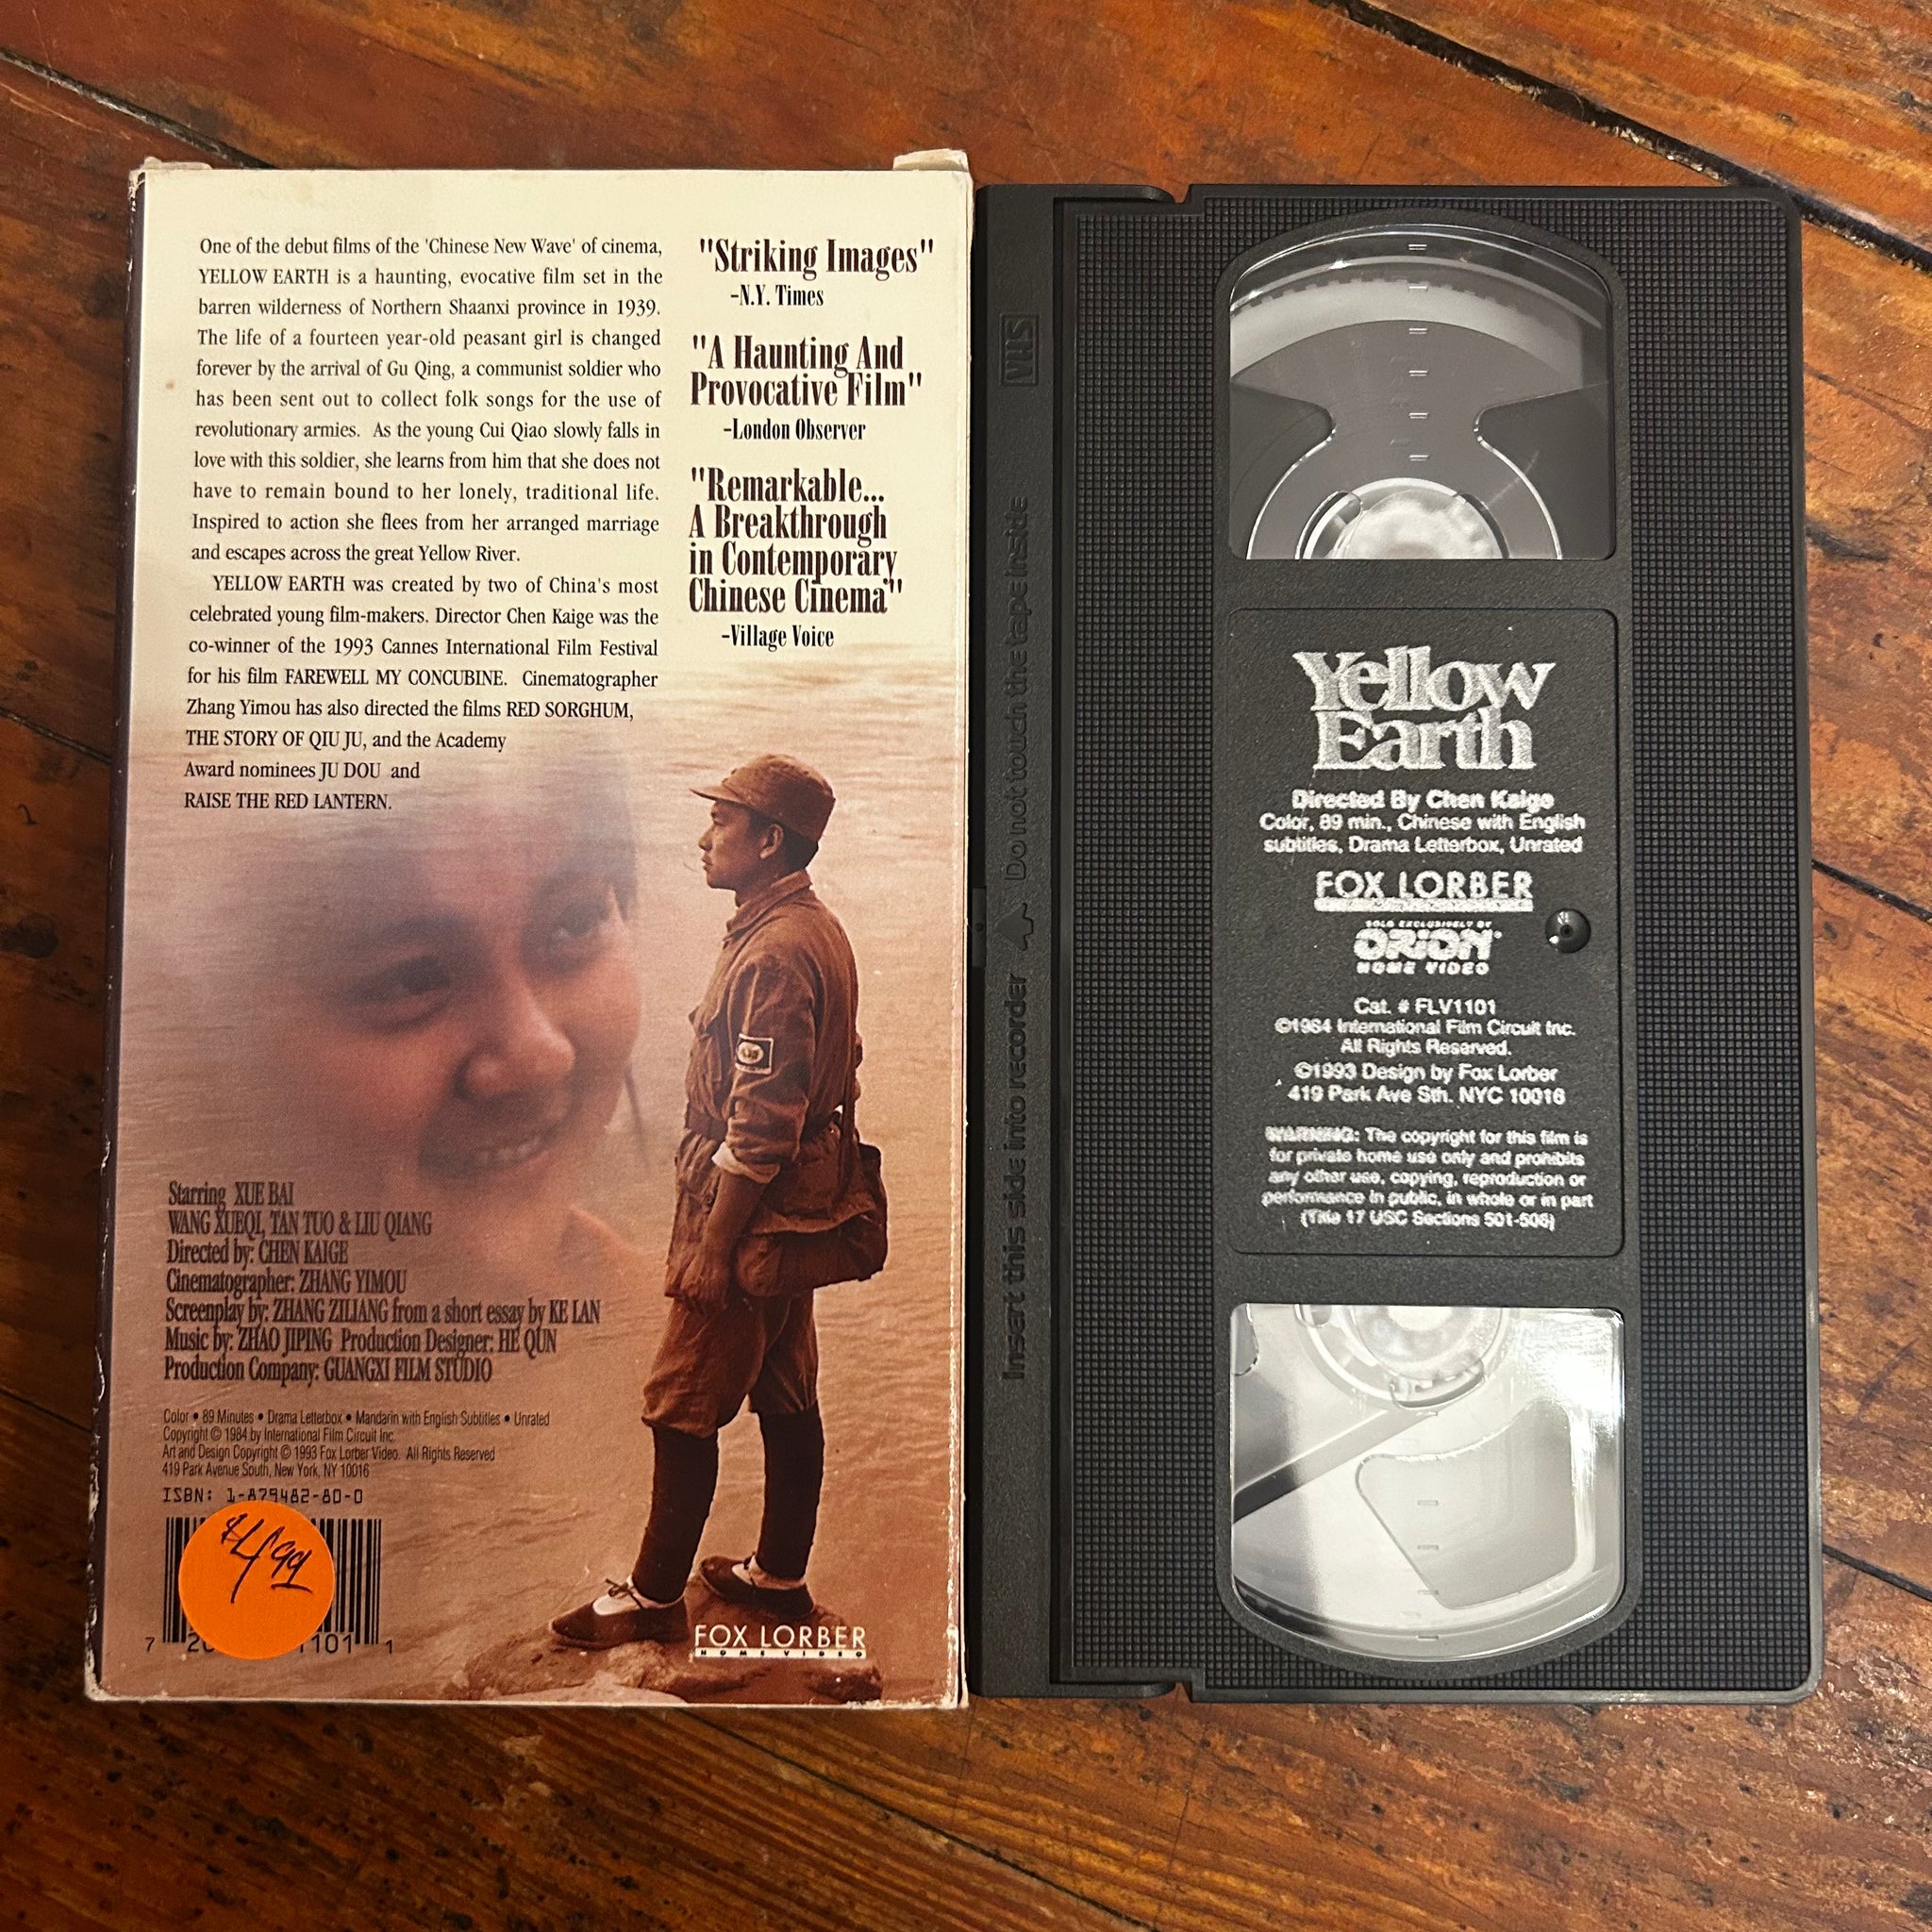 One of the debut films of the 'Chinese New Wave' of cinema,
YELLOW EARTH is a haunting, evocative film set in the
barren wilderness of Northern Shaanxi province in 1939.
The life of a fourteen year-old peasant girl is changed
forever by the arrival of Gu Qing, a communist soldier who
has been sent out to collect folk songs for the use of
revolutionary armies. As the young Cui Qiao slowly falls in
love with this soldier, she learns from him that she does not
have to remain bound to her lonely, traditional life.
Inspired to action she flees from her arranged marriage
and escapes across the great Yellow River.
YELLOW EARTH was created by two of China's most
celebrated young film-makers. Director Chen Kaige was the
co-winner of the 1993 Cannes International Film Festival
for his film FAREWELL MY CONCUBINE. Cinematographer
Zhang Yimou has also directed the films RED SORGHUM,
THE STORY OF QIU JU, and the Academy
Award nominees JU DOU and
RAISE THE RED LANTERN.
"Striking Images"
-N.Y. Times
"A Haunting And
Provocative Film"
-London Observer
"Remarkable...
A Breakthrough
in Contemporary
Chinese Cinema"
-Village Voice
Starring XUE BAI
WANG XUEQI, TAN TUO & LIU QIANG
Directed by: CHEN KAIGE
Cinematographer: ZHANG YIMOU
Screenplay by: ZHANG ZILIANG from a short essay by KE LAN
Music by: ZHAO JIPING Production Designer: HE QUN
Production Company: GUANGXI FILM STUDIO
Color • 89 Minutes • Drama Letterbox • Mandarin with English Subtitles • Unrated
Copyright © 1984 by International Film Circuit Inc.
Art and Design Copyright © 1993 Fox Lorber Video. All Rights Reserved
419 Park Avenue South, New York, NY 10016
ISBN: 1-879482-80-0
$4.99
7 1101 1
FOX LORBER
HOME VIDEO
VHS
Do not touch the tape inside
Insert this side into recorder
Yellow
Earth
Directed By Chen Kaige
Color, 89 min., Chinese with English
subtitles, Drama Letterbox, Unrated
FOX LORBER
SOLD EXCLUSIVELY BY
ORION
HOME VIDEO
Cat. # FLV1101
©1984 International Film Circuit Inc.
All Rights Reserved.
©1993 Design by Fox Lorber
419 Park Ave Sth. NYC 10016
WARNING: The copyright for this film is
for private home use only and prohibits
any other use, copying, reproduction or
performance in public, in whole or in part
(Title 17 USC Sections 501-506)